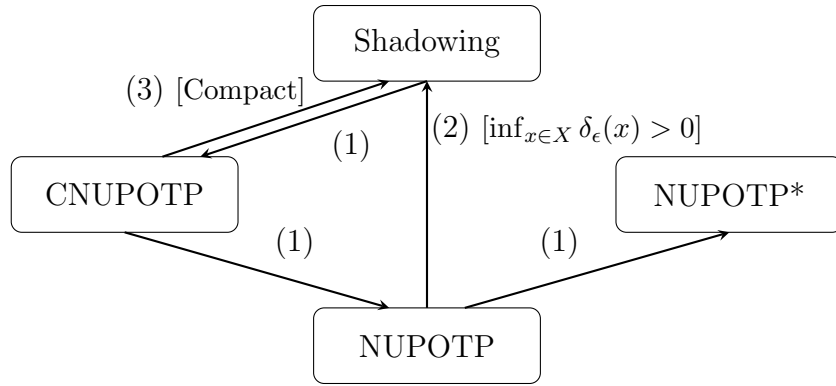 Shadowing
(3) [Compact]
(1)
(2) [inf_{x∈X} δ_ϵ(x) > 0]
CNUPOTP
NUPOTP*
(1)
(1)
NUPOTP